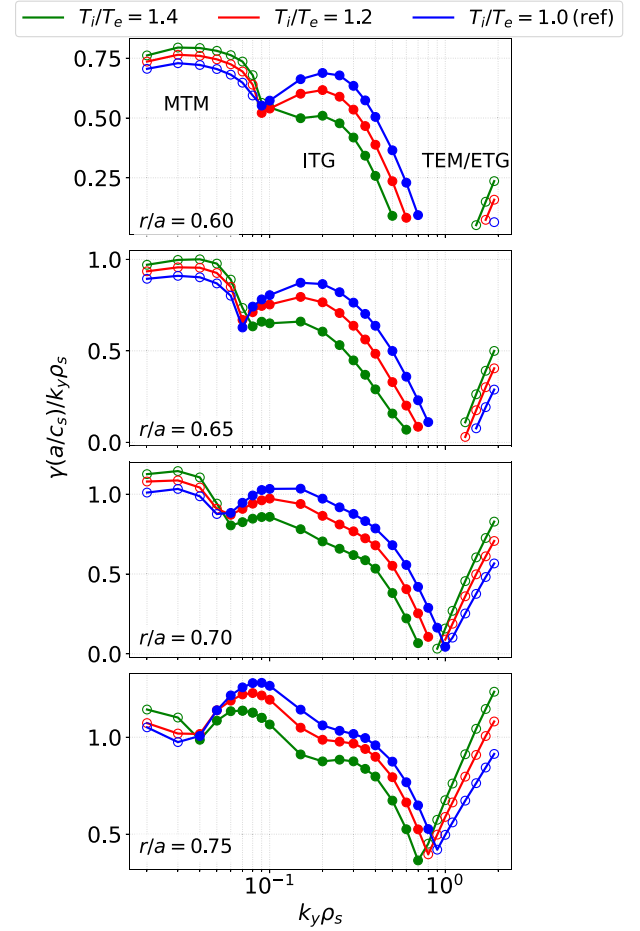 T_i/T_e = 1.4 T_i/T_e = 1.2 T_i/T_e = 1.0 (ref)
0.75
MTM
0.50
ITG
TEM/ETG
0.25
r/a = 0.60
1.0
0.5
r/a = 0.65
0.0
1.0
0.5
r/a = 0.70
0.0
1.0
0.5
r/a = 0.75
γ(a/c_s)/k_yρ_s
10⁻¹ 10⁰
k_yρ_s